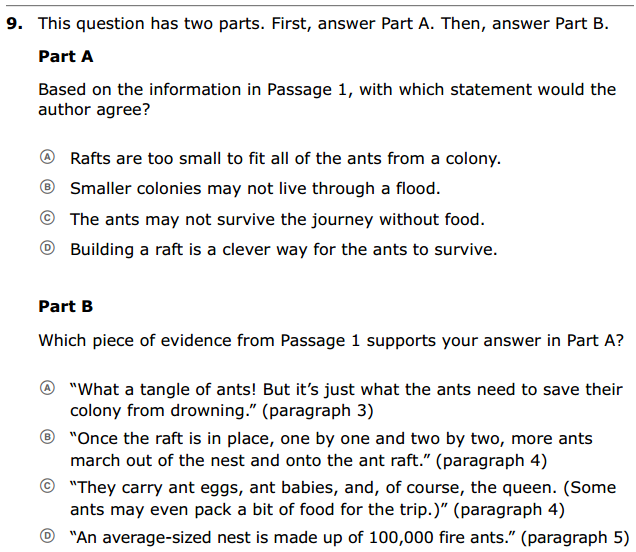 9. This question has two parts. First, answer Part A. Then, answer Part B.
Part A
Based on the information in Passage 1, with which statement would the
author agree?
Ⓐ Rafts are too small to fit all of the ants from a colony.
Ⓑ Smaller colonies may not live through a flood.
Ⓒ The ants may not survive the journey without food.
Ⓓ Building a raft is a clever way for the ants to survive.
Part B
Which piece of evidence from Passage 1 supports your answer in Part A?
Ⓐ “What a tangle of ants! But it’s just what the ants need to save their
colony from drowning.” (paragraph 3)
Ⓑ “Once the raft is in place, one by one and two by two, more ants
march out of the nest and onto the ant raft.” (paragraph 4)
Ⓒ “They carry ant eggs, ant babies, and, of course, the queen. (Some
ants may even pack a bit of food for the trip.)” (paragraph 4)
Ⓓ “An average-sized nest is made up of 100,000 fire ants.” (paragraph 5)